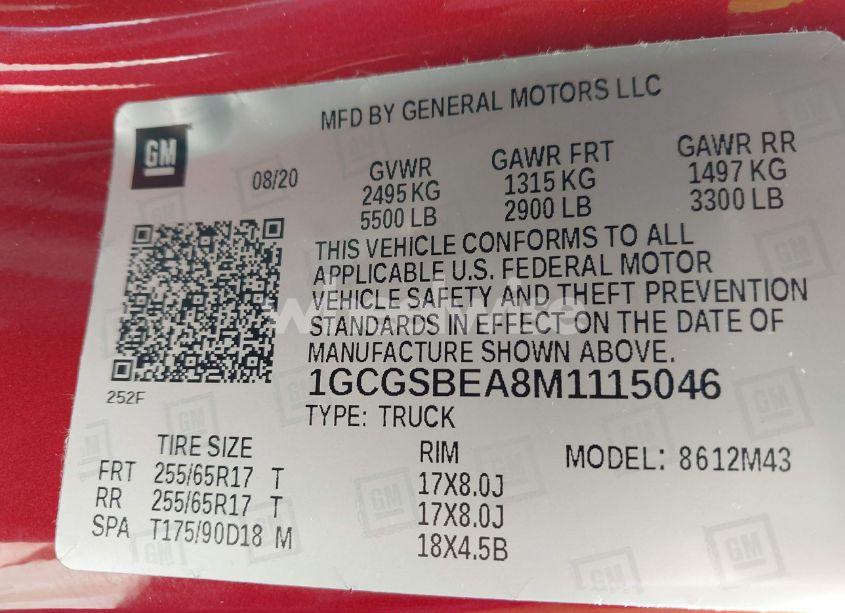 MFD BY GENERAL MOTORS LLC
GM
08/20
GVWR
2495 KG
5500 LB
GAWR FRT
1315 KG
2900 LB
GAWR RR
1497 KG
3300 LB
THIS VEHICLE CONFORMS TO ALL
APPLICABLE U.S. FEDERAL MOTOR
VEHICLE SAFETY AND THEFT PREVENTION
STANDARDS IN EFFECT ON THE DATE OF
MANUFACTURE SHOWN ABOVE.
1GCGSBEA8M1115046
TYPE: TRUCK
252F
TIRE SIZE
RIM
MODEL: 8612M43
FRT 255/65R17 T 17X8.0J
RR 255/65R17 T 17X8.0J
SPA T175/90D18 M 18X4.5B